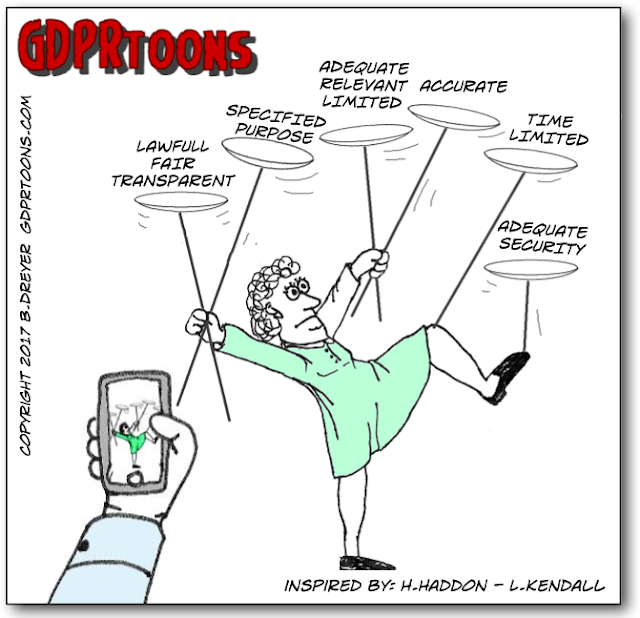 GDPRTOONS
ADEQUATE
RELEVANT
LIMITED
ACCURATE
SPECIFIED
PURPOSE
TIME
LIMITED
LAWFULL
FAIR
TRANSPARENT
ADEQUATE
SECURITY
COPYRIGHT 2017 B.DREYER GDPRTOONS.COM
INSPIRED BY: H.HADDON - L.KENDALL